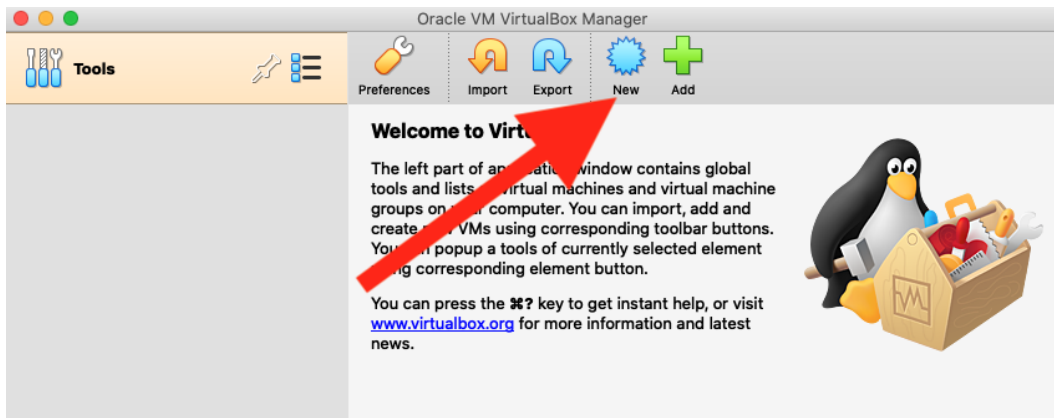 Oracle VM VirtualBox Manager
Tools
Preferences Import Export New Add
Welcome to
The left part of window contains global
tools and lists virtual machines and virtual machine
groups on computer. You can import, add and
create VMs using corresponding toolbar buttons.
popup a tools of currently selected element
corresponding element button.
You can press the ⌘? key to get instant help, or visit
www.virtualbox.org for more information and latest
news.